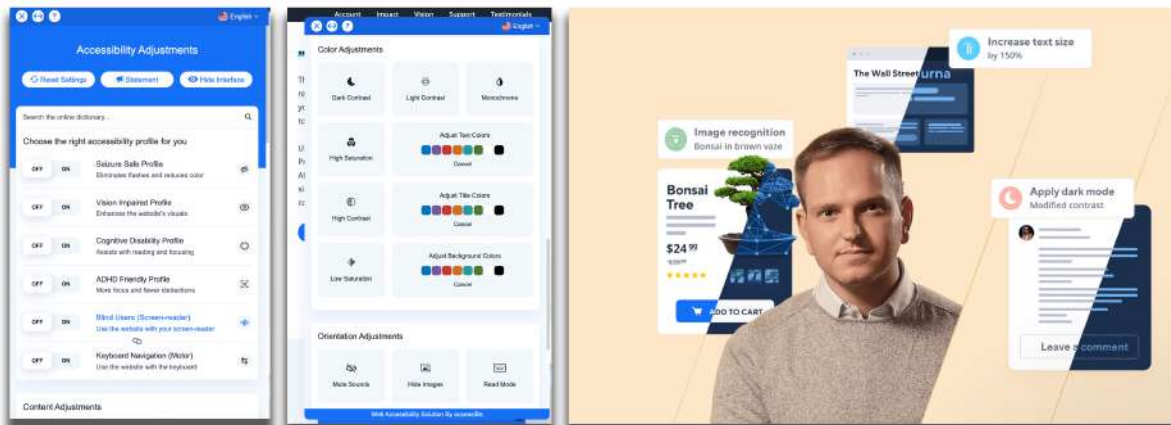 English
Accessibility Adjustments
Reset Settings
Statement
Hide Interface
Search the online dictionary...
Choose the right accessibility profile for you
OFF ON
Seizure Safe Profile
Eliminates flashes and reduces color
OFF ON
Vision Impaired Profile
Enhances the website's visuals
OFF ON
Cognitive Disability Profile
Assists with reading and focusing
OFF ON
ADHD Friendly Profile
More focus and fewer distractions
OFF ON
Blind Users (Screen-reader)
Use the website with your screen-reader
OFF ON
Keyboard Navigation (Motor)
Use the website with the keyboard
Content Adjustments
Account Impact Vision Support Testimonials
English
Color Adjustments
Dark Contrast
Light Contrast
Monochrome
High Saturation
Adjust Text Colors
Cancel
High Contrast
Adjust Title Colors
Cancel
Low Saturation
Adjust Background Colors
Cancel
Orientation Adjustments
Mute Sounds
Hide Images
Read Mode
Web Accessibility Solution By accessiBe
Increase text size
by 150%
The Wall Street urna
Image recognition
Bonsai in brown vaze
Bonsai
Tree
$24 99
ADD TO CART
Apply dark mode
Modified contrast
Leave a comment